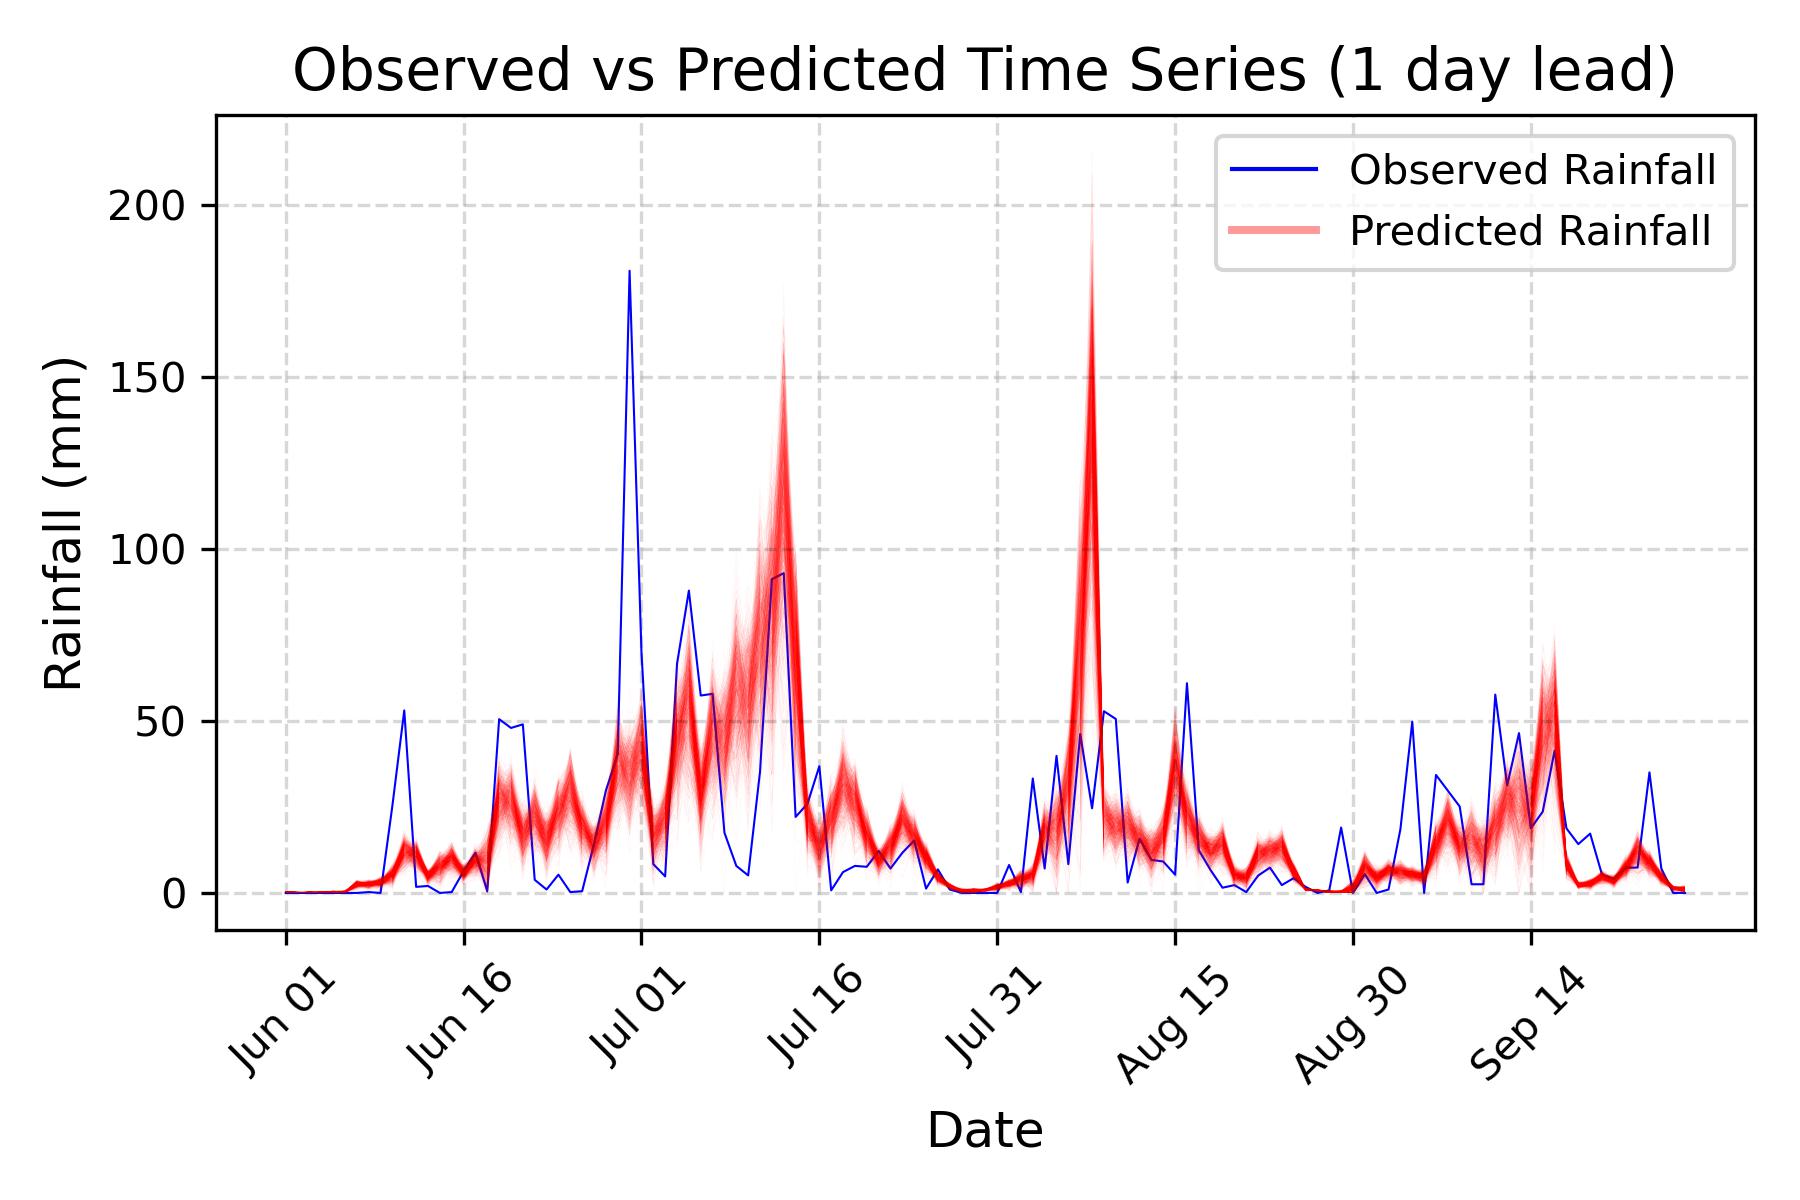 Observed vs Predicted Time Series (1 day lead)
Observed Rainfall
Predicted Rainfall
Rainfall (mm)
200
150
100
50
0
Jun 01
Jun 16
Jul 01
Jul 16
Jul 31
Aug 15
Aug 30
Sep 14
Date